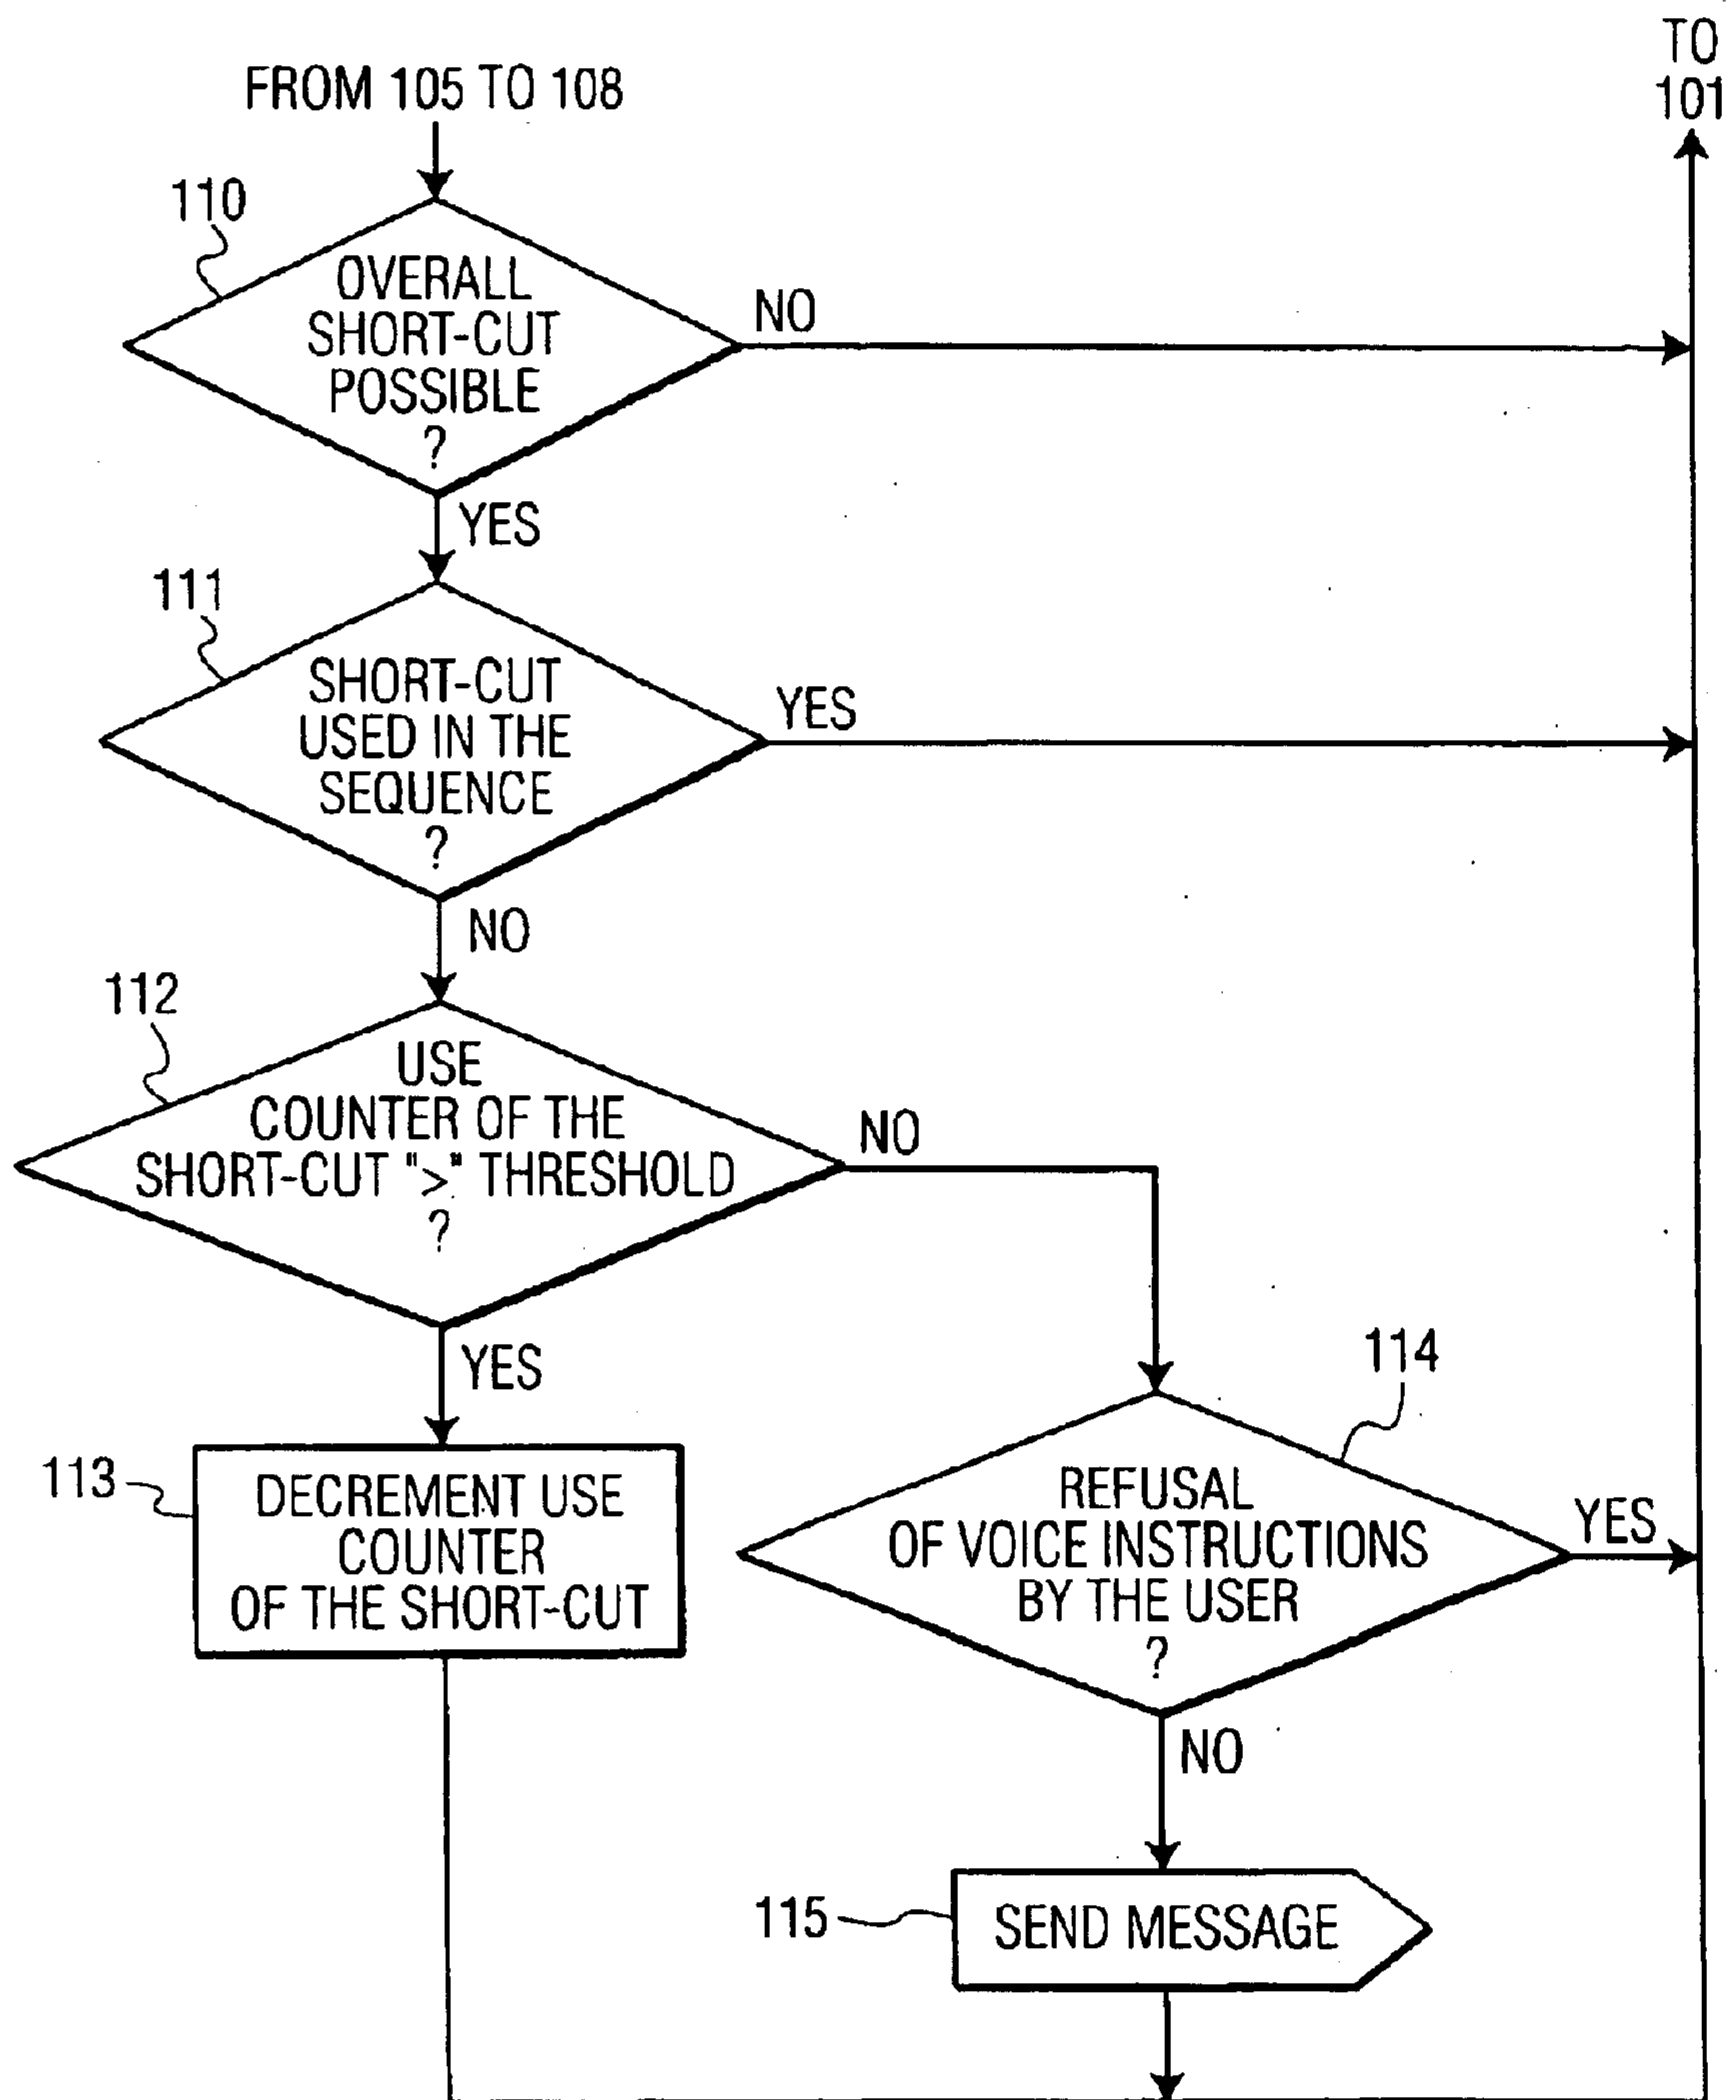 TO
101
FROM 105 TO 108
110
OVERALL
SHORT-CUT
POSSIBLE
?
NO
YES
111
SHORT-CUT
USED IN THE
SEQUENCE
?
YES
NO
112
USE
COUNTER OF THE
SHORT-CUT ">" THRESHOLD
?
NO
YES
113
DECREMENT USE
COUNTER
OF THE SHORT-CUT
114
REFUSAL
OF VOICE INSTRUCTIONS
BY THE USER
?
YES
NO
115
SEND MESSAGE